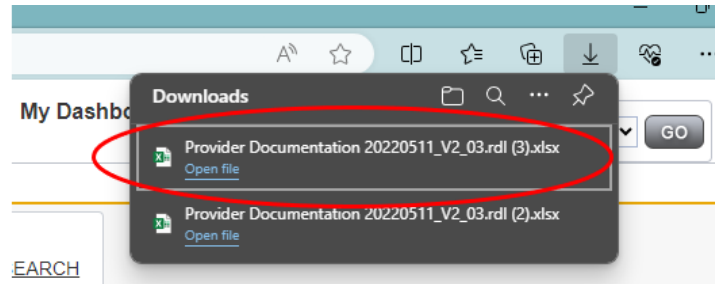 Downloads
My Dashbo
GO
Provider Documentation 20220511_V2_03.rdl (3).xlsx
Open file
Provider Documentation 20220511_V2_03.rdl (2).xlsx
Open file
EARCH